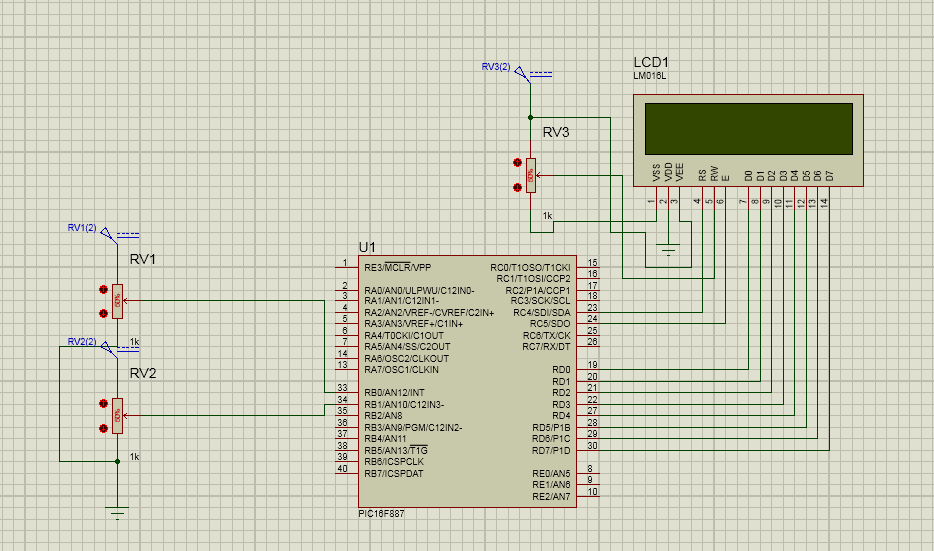 LCD1
LM016L
RV3(2)
RV3
50%
1k
VSS
VDD
VEE
RS
RW
E
D0
D1
D2
D3
D4
D5
D6
D7
1
2
3
4
5
6
7
8
9
10
11
12
13
14
RV1(2)
RV1
50%
1k
RV2(2)
RV2
50%
1k
U1
1 RE3/MCLR/VPP
2 RA0/AN0/ULPWU/C12IN0-
3 RA1/AN1/C12IN1-
4 RA2/AN2/VREF-/CVREF/C2IN+
5 RA3/AN3/VREF+/C1IN+
6 RA4/T0CKI/C1OUT
7 RA5/AN4/SS/C2OUT
14 RA6/OSC2/CLKOUT
13 RA7/OSC1/CLKIN
33 RB0/AN12/INT
34 RB1/AN10/C12IN3-
35 RB2/AN8
36 RB3/AN9/PGM/C12IN2-
37 RB4/AN11
38 RB5/AN13/T1G
39 RB6/ICSPCLK
40 RB7/ICSPDAT
RC0/T1OSO/T1CKI 15
RC1/T1OSI/CCP2 16
RC2/P1A/CCP1 17
RC3/SCK/SCL 18
RC4/SDI/SDA 23
RC5/SDO 24
RC6/TX/CK 25
RC7/RX/DT 26
RD0 19
RD1 20
RD2 21
RD3 22
RD4 27
RD5/P1B 28
RD6/P1C 29
RD7/P1D 30
RE0/AN5 8
RE1/AN6 9
RE2/AN7 10
PIC16F887